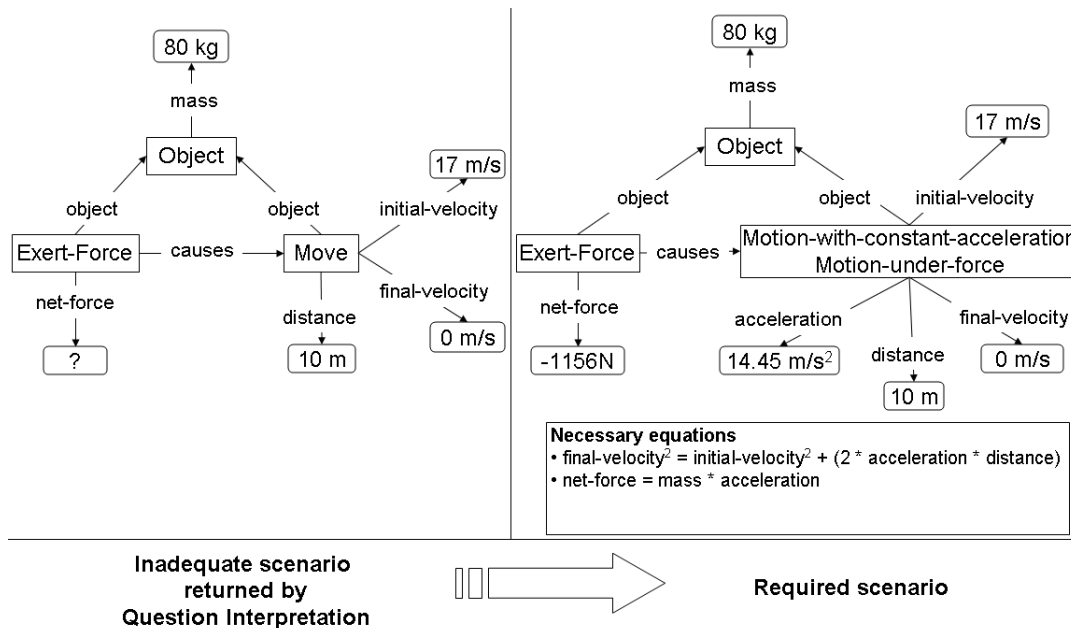 80 kg
mass
Object
17 m/s
object
object
initial-velocity
Exert-Force
causes
Move
net-force
final-velocity
distance
?
10 m
0 m/s
80 kg
mass
Object
17 m/s
object
object
initial-velocity
Exert-Force
causes
Motion-with-constant-acceleration
Motion-under-force
net-force
acceleration
final-velocity
distance
-1156N
14.45 m/s²
0 m/s
10 m
Necessary equations
• final-velocity² = initial-velocity² + (2 * acceleration * distance)
• net-force = mass * acceleration
Inadequate scenario
returned by
Question Interpretation
Required scenario